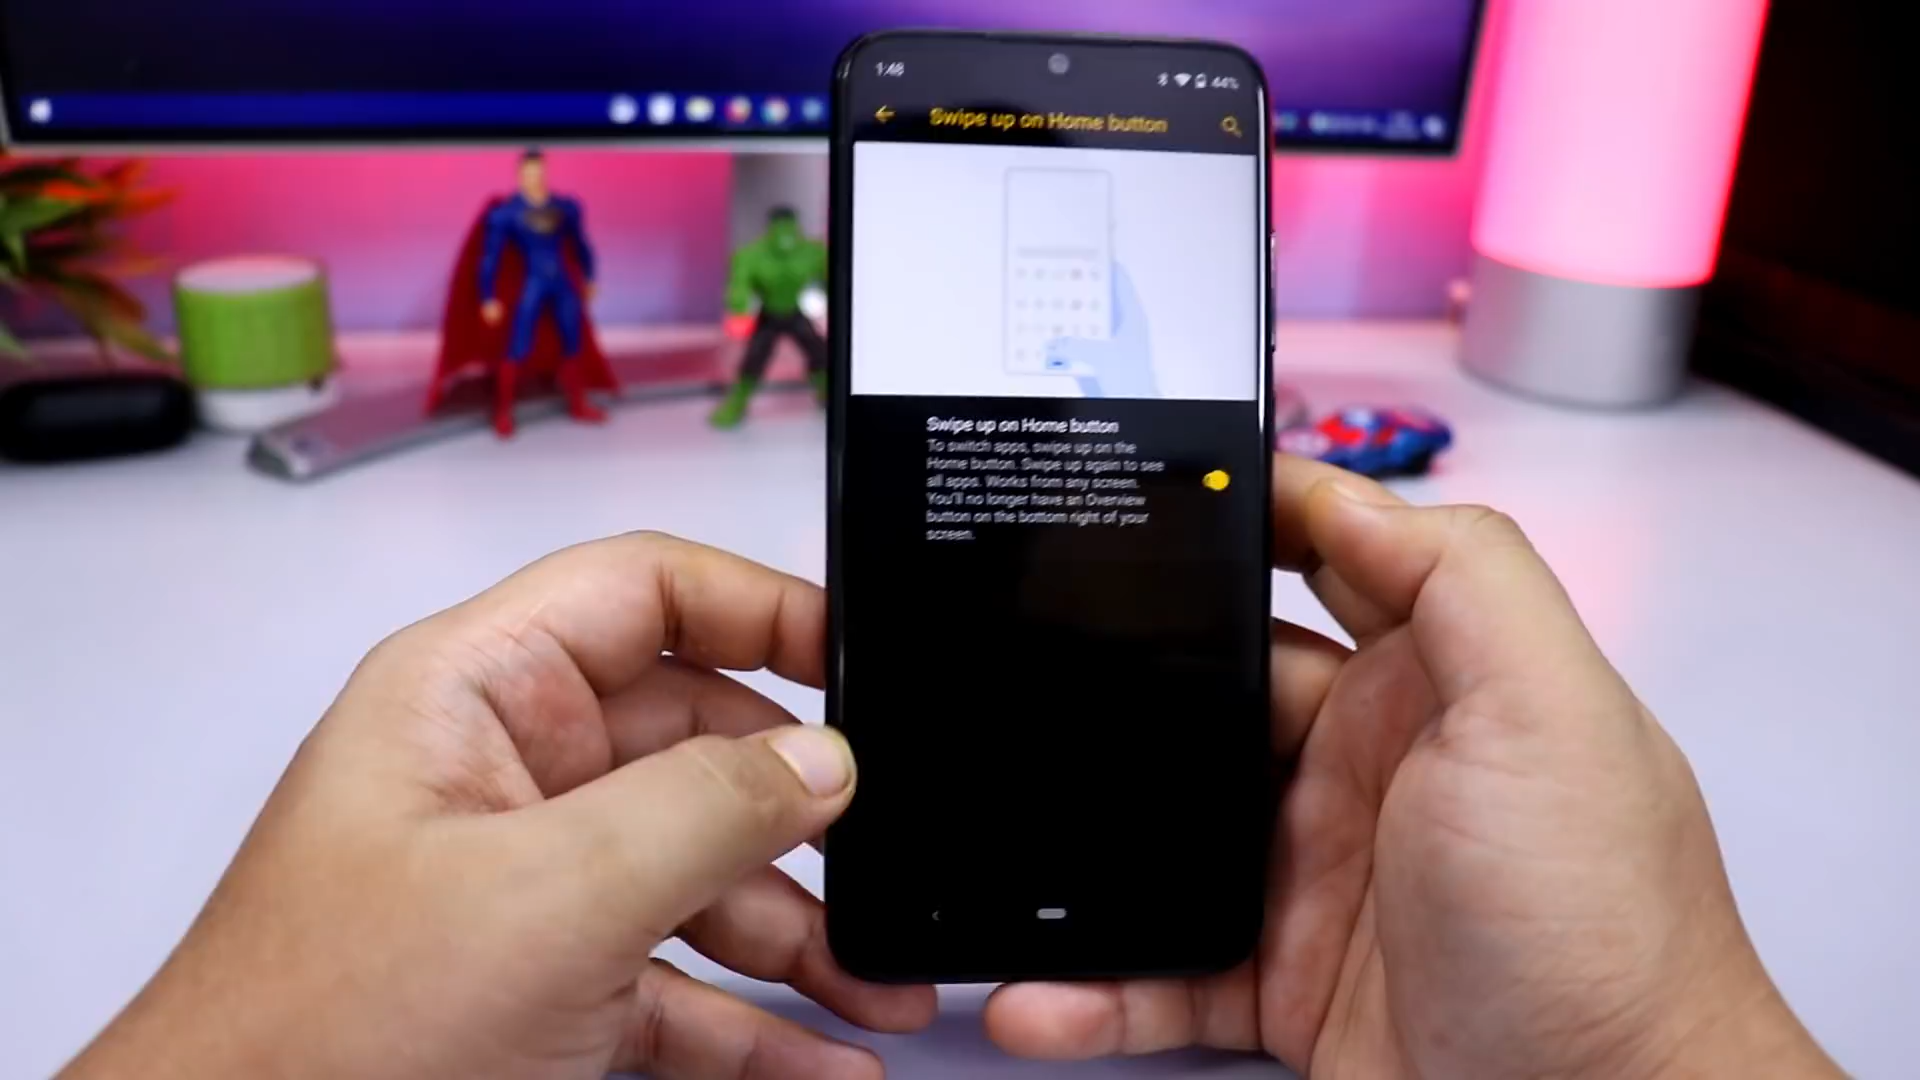 1:48
44%
Swipe up on Home button
Swipe up on Home button
To switch apps, swipe up on the
Home button. Swipe up again to see
all apps. Works from any screen.
You'll no longer have an Overview
button on the bottom right of your
screen.